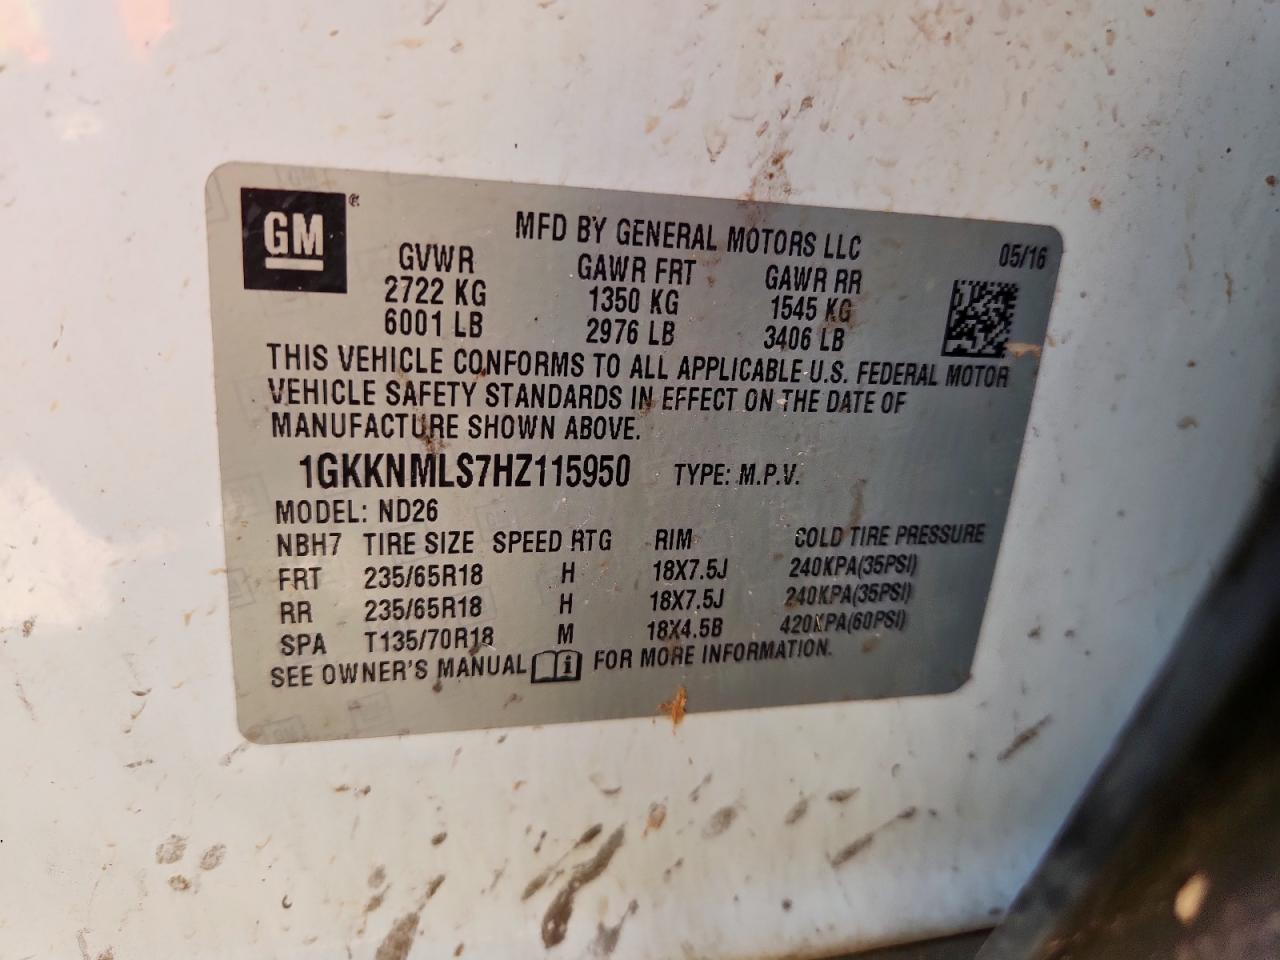 GM ®
MFD BY GENERAL MOTORS LLC 05/16
GVWR GAWR FRT GAWR RR
2722 KG 1350 KG 1545 KG
6001 LB 2976 LB 3406 LB
THIS VEHICLE CONFORMS TO ALL APPLICABLE U.S. FEDERAL MOTOR
VEHICLE SAFETY STANDARDS IN EFFECT ON THE DATE OF
MANUFACTURE SHOWN ABOVE.
1GKKNMLS7HZ115950 TYPE: M.P.V.
MODEL: ND26
NBH7 TIRE SIZE SPEED RTG RIM COLD TIRE PRESSURE
FRT 235/65R18 H 18X7.5J 240KPA(35PSI)
RR 235/65R18 H 18X7.5J 240KPA(35PSI)
SPA T135/70R18 M 18X4.5B 420KPA(60PSI)
SEE OWNER'S MANUAL FOR MORE INFORMATION.